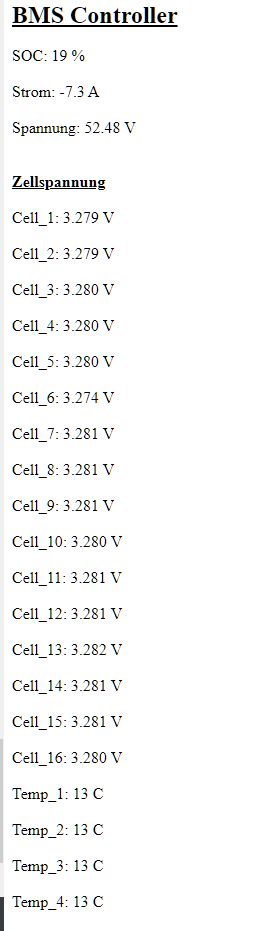 BMS Controller
SOC: 19 %
Strom: -7.3 A
Spannung: 52.48 V
Zellspannung
Cell_1: 3.279 V
Cell_2: 3.279 V
Cell_3: 3.280 V
Cell_4: 3.280 V
Cell_5: 3.280 V
Cell_6: 3.274 V
Cell_7: 3.281 V
Cell_8: 3.281 V
Cell_9: 3.281 V
Cell_10: 3.280 V
Cell_11: 3.281 V
Cell_12: 3.281 V
Cell_13: 3.282 V
Cell_14: 3.281 V
Cell_15: 3.281 V
Cell_16: 3.280 V
Temp_1: 13 C
Temp_2: 13 C
Temp_3: 13 C
Temp_4: 13 C